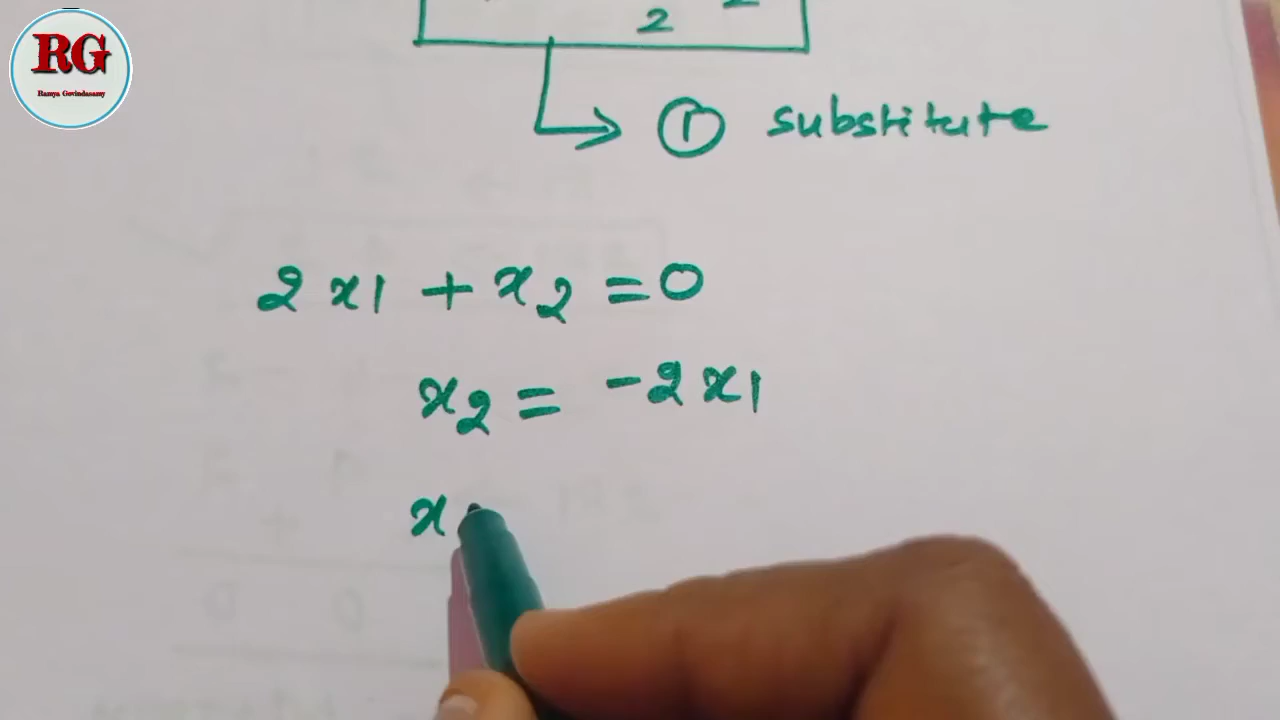 RG
Ramya Govindasamy
2
① substitute
2x1 + x2 = 0
x2 = -2x1
x